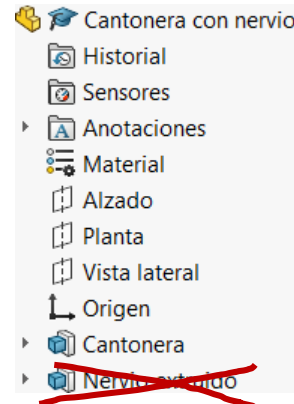 Cantonera con nervio
Historial
Sensores
Anotaciones
Material
Alzado
Planta
Vista lateral
Origen
Cantonera
Nervio extruido